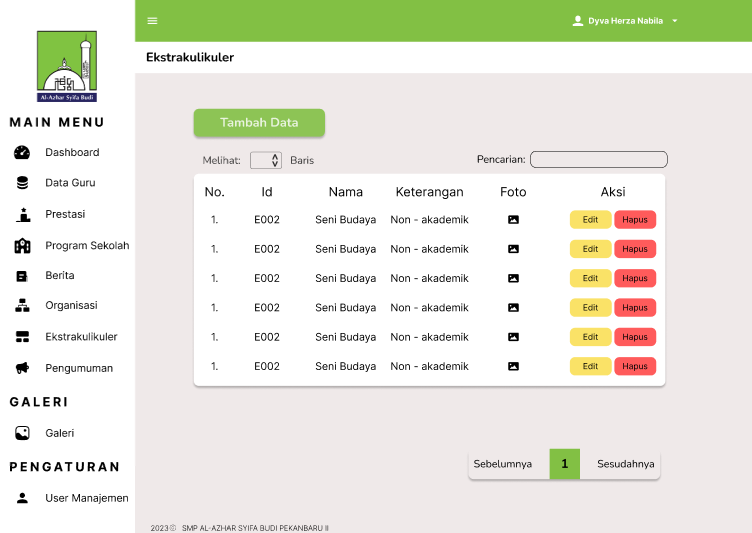 Dyva Herza Nabila
Ekstrakulikuler
Al-Azhar Syifa Budi
MAIN MENU
Dashboard
Data Guru
Prestasi
Program Sekolah
Berita
Organisasi
Ekstrakulikuler
Pengumuman
GALERI
Galeri
PENGATURAN
User Manajemen
Tambah Data
Melihat: Baris Pencarian:
No. Id Nama Keterangan Foto Aksi
1. E002 Seni Budaya Non - akademik Edit Hapus
1. E002 Seni Budaya Non - akademik Edit Hapus
1. E002 Seni Budaya Non - akademik Edit Hapus
1. E002 Seni Budaya Non - akademik Edit Hapus
1. E002 Seni Budaya Non - akademik Edit Hapus
1. E002 Seni Budaya Non - akademik Edit Hapus
Sebelumnya 1 Sesudahnya
2023© SMP AL-AZHAR SYIFA BUDI PEKANBARU II